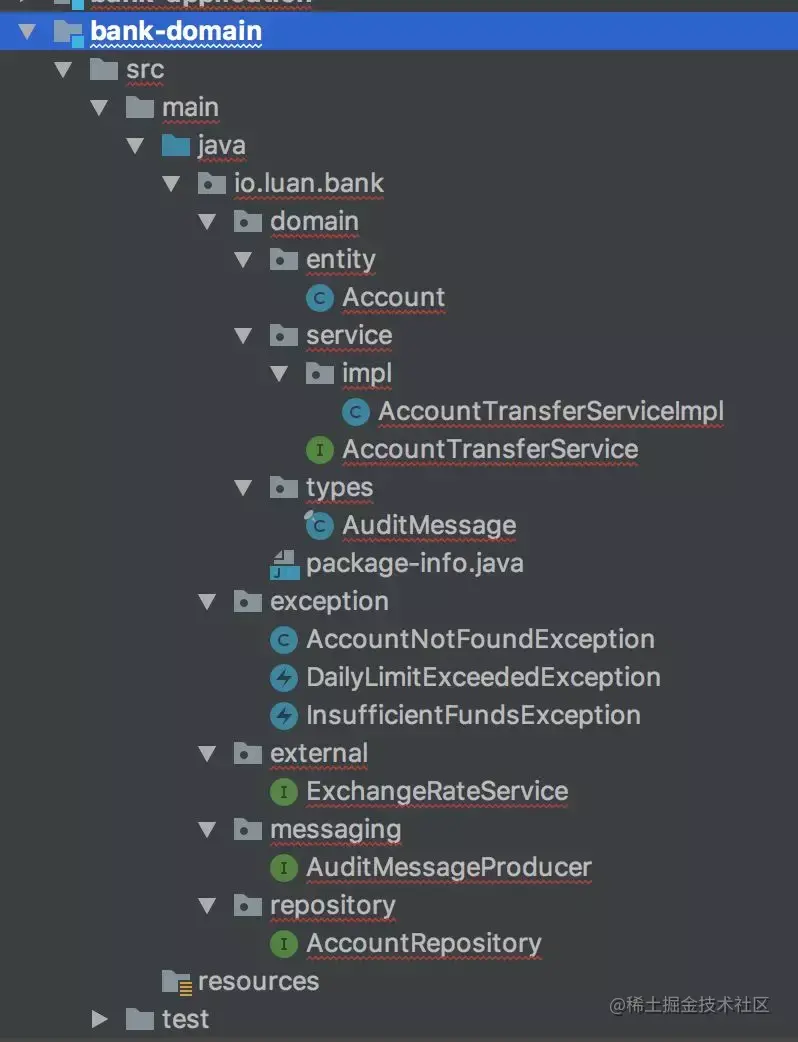 bank-application
bank-domain
src
main
java
io.luan.bank
domain
entity
C Account
service
impl
C AccountTransferServiceImpl
I AccountTransferService
types
C AuditMessage
J package-info.java
exception
C AccountNotFoundException
DailyLimitExceededException
InsufficientFundsException
external
I ExchangeRateService
messaging
I AuditMessageProducer
repository
I AccountRepository
resources
test
@稀土掘金技术社区